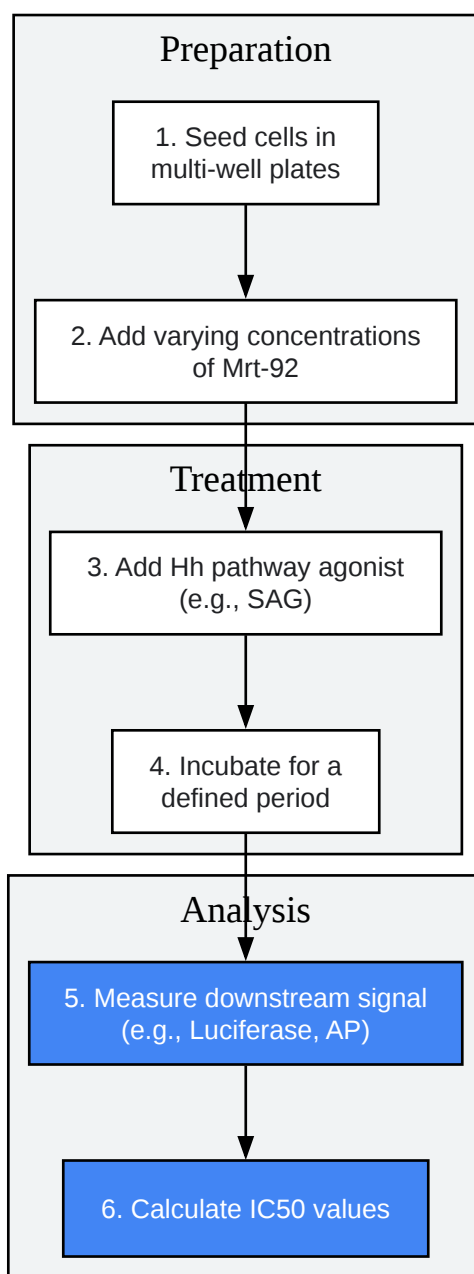 Preparation
1. Seed cells in
multi-well plates
2. Add varying concentrations
of Mrt-92
Treatment
3. Add Hh pathway agonist
(e.g., SAG)
4. Incubate for a
defined period
Analysis
5. Measure downstream signal
(e.g., Luciferase, AP)
6. Calculate IC50 values